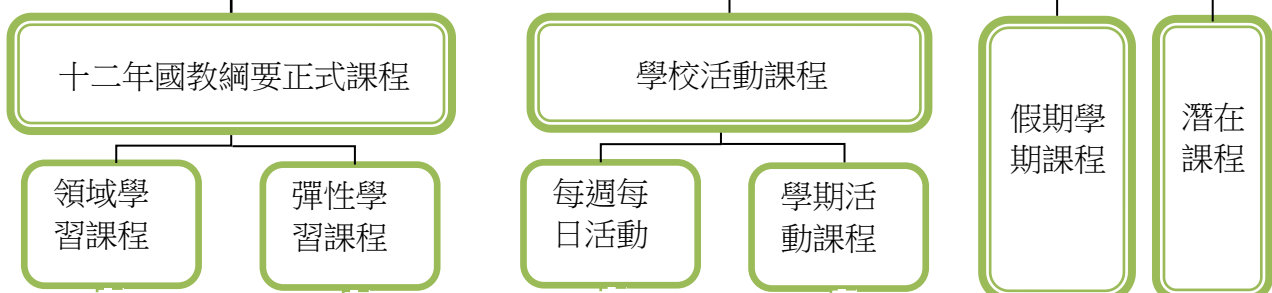 十二年國教綱要正式課程
學校活動課程
假期學
期課程
潛在
課程
領域學
習課程
彈性學
習課程
每週每
日活動
學期活
動課程